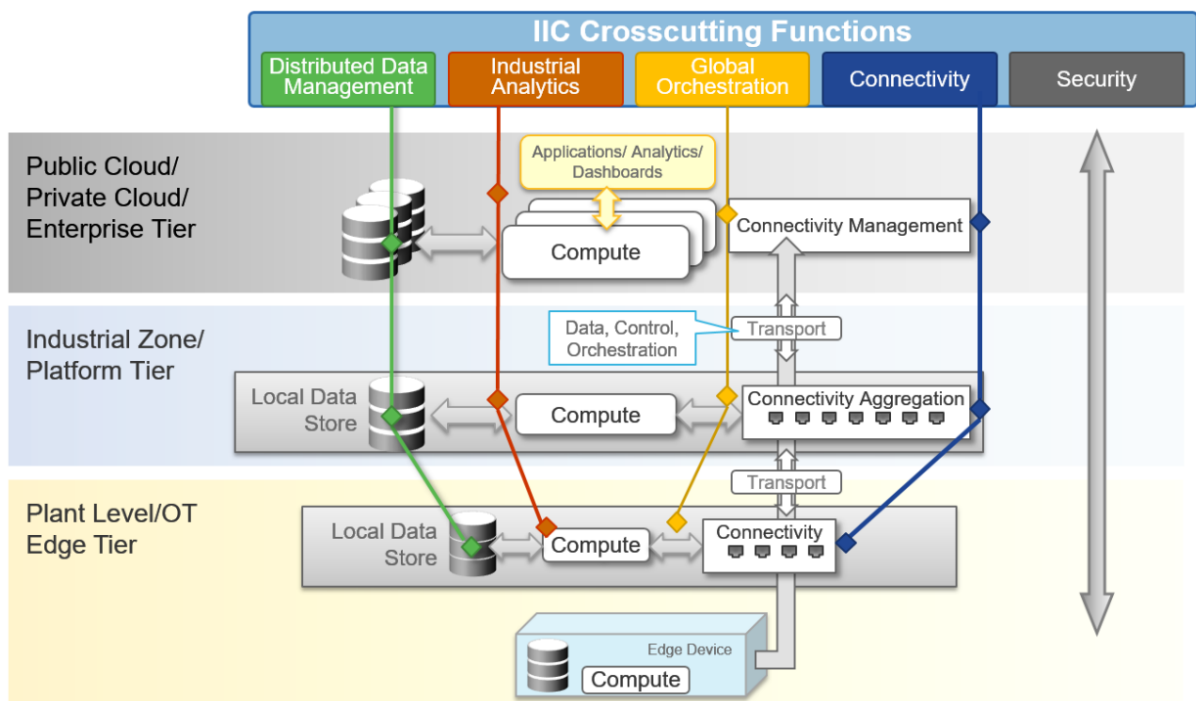 IIC Crosscutting Functions
Distributed Data
Management
Industrial
Analytics
Global
Orchestration
Connectivity
Security
Public Cloud/
Private Cloud/
Enterprise Tier
Applications/ Analytics/
Dashboards
Compute
Connectivity Management
Industrial Zone/
Platform Tier
Data, Control,
Orchestration
Transport
Local Data
Store
Compute
Connectivity Aggregation
Transport
Plant Level/OT
Edge Tier
Local Data
Store
Compute
Connectivity
Edge Device
Compute